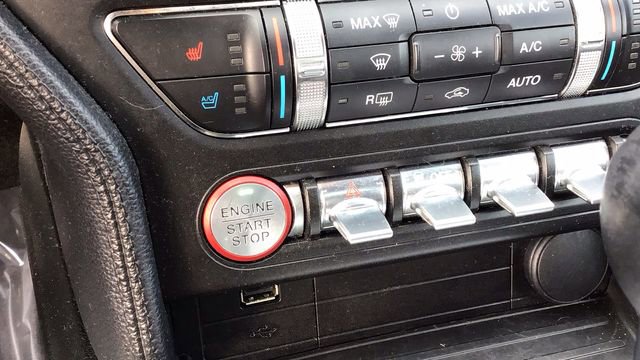 MAX
MAX A/C
A/C
A/C
R
AUTO
ENGINE
START
STOP